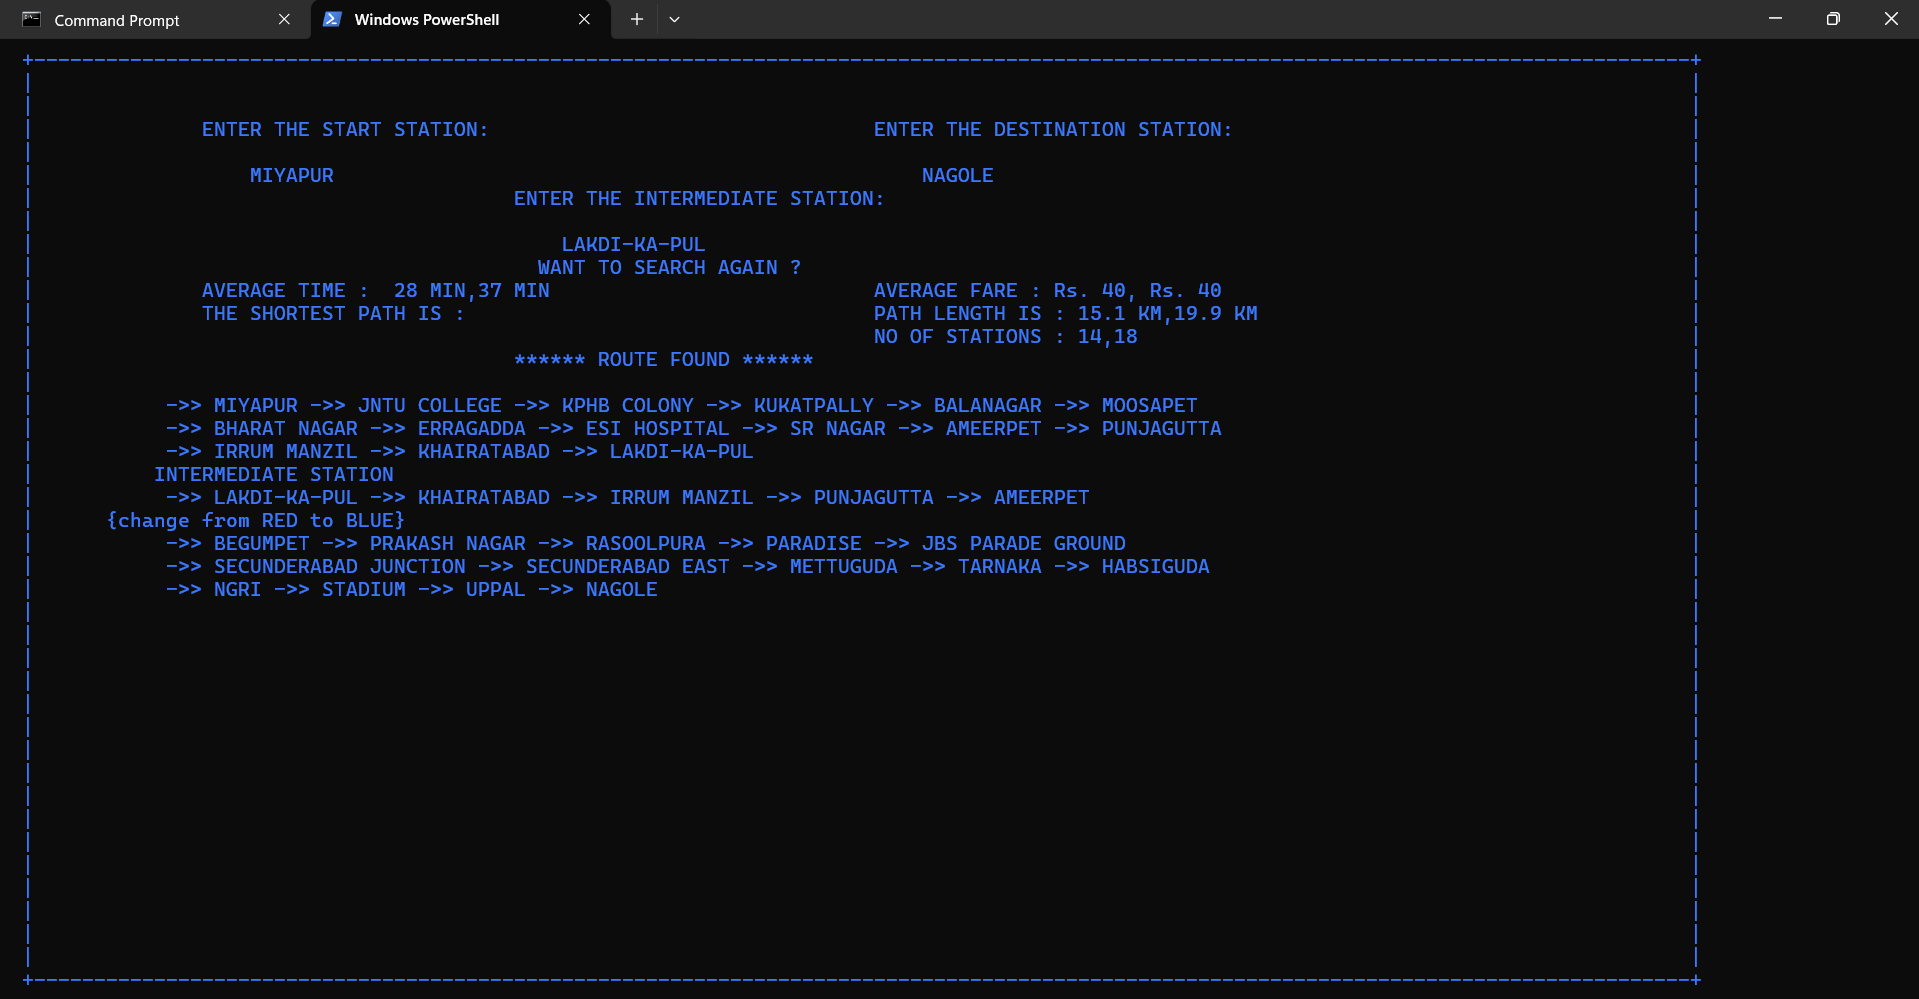 Command Prompt
Windows PowerShell
ENTER THE START STATION: ENTER THE DESTINATION STATION:
MIYAPUR NAGOLE
ENTER THE INTERMEDIATE STATION:
LAKDI-KA-PUL
WANT TO SEARCH AGAIN ?
AVERAGE TIME : 28 MIN,37 MIN AVERAGE FARE : Rs. 40, Rs. 40
THE SHORTEST PATH IS : PATH LENGTH IS : 15.1 KM,19.9 KM
NO OF STATIONS : 14,18
****** ROUTE FOUND ******
->> MIYAPUR ->> JNTU COLLEGE ->> KPHB COLONY ->> KUKATPALLY ->> BALANAGAR ->> MOOSAPET
->> BHARAT NAGAR ->> ERRAGADDA ->> ESI HOSPITAL ->> SR NAGAR ->> AMEERPET ->> PUNJAGUTTA
->> IRRUM MANZIL ->> KHAIRATABAD ->> LAKDI-KA-PUL
INTERMEDIATE STATION
->> LAKDI-KA-PUL ->> KHAIRATABAD ->> IRRUM MANZIL ->> PUNJAGUTTA ->> AMEERPET
{change from RED to BLUE}
->> BEGUMPET ->> PRAKASH NAGAR ->> RASOOLPURA ->> PARADISE ->> JBS PARADE GROUND
->> SECUNDERABAD JUNCTION ->> SECUNDERABAD EAST ->> METTUGUDA ->> TARNAKA ->> HABSIGUDA
->> NGRI ->> STADIUM ->> UPPAL ->> NAGOLE